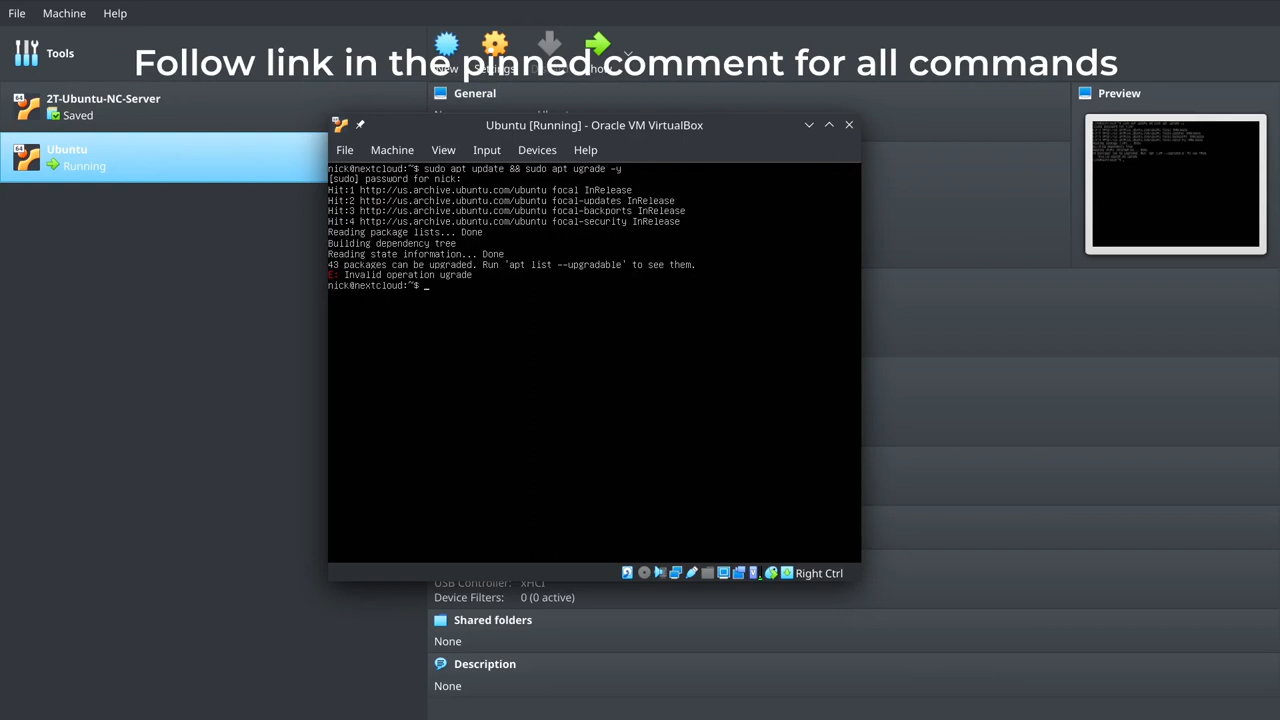 File Machine Help
Follow link in the pinned comment for all commands
Tools
2T-Ubuntu-NC-Server
Saved
Ubuntu
Running
General
Preview
Ubuntu [Running] - Oracle VM VirtualBox
File Machine View Input Devices Help
nick@nextcloud:~$ sudo apt update && sudo apt ugrade -y
[sudo] password for nick:
Hit:1 http://us.archive.ubuntu.com/ubuntu focal InRelease
Hit:2 http://us.archive.ubuntu.com/ubuntu focal-updates InRelease
Hit:3 http://us.archive.ubuntu.com/ubuntu focal-backports InRelease
Hit:4 http://us.archive.ubuntu.com/ubuntu focal-security InRelease
Reading package lists... Done
Building dependency tree
Reading state information... Done
43 packages can be upgraded. Run 'apt list --upgradable' to see them.
E: Invalid operation ugrade
nick@nextcloud:~$ _
Right Ctrl
USB Controller: xHCI
Device Filters: 0 (0 active)
Shared folders
None
Description
None